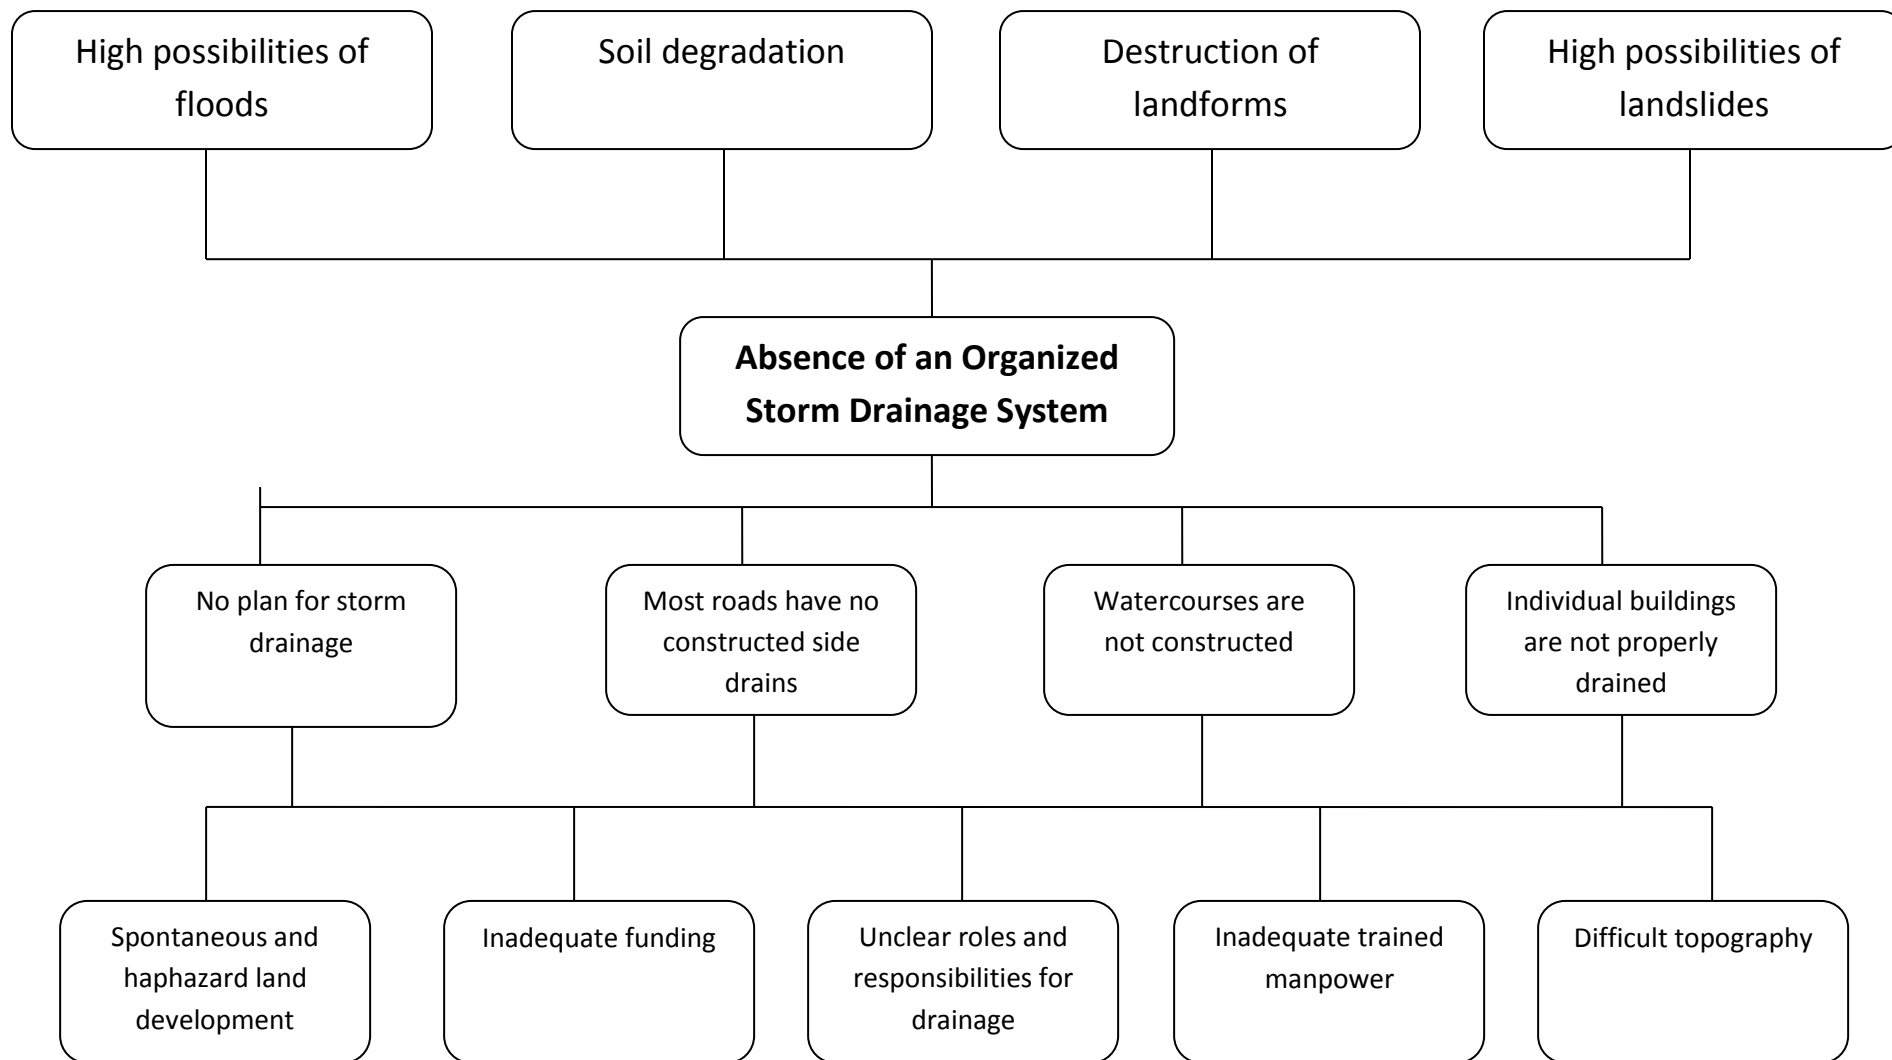 High possibilities of
floods
Soil degradation
Destruction of
landforms
High possibilities of
landslides
Absence of an Organized
Storm Drainage System
No plan for storm
drainage
Most roads have no
constructed side
drains
Watercourses are
not constructed
Individual buildings
are not properly
drained
Spontaneous and
haphazard land
development
Inadequate funding
Unclear roles and
responsibilities for
drainage
Inadequate trained
manpower
Difficult topography